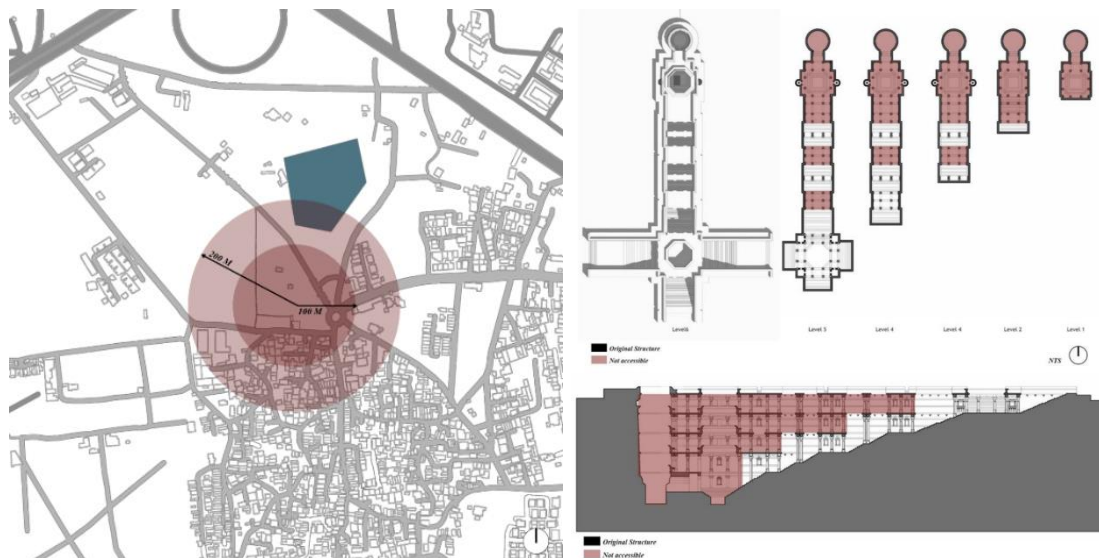 200 M
100 M
Level 6
Level 5
Level 4
Level 4
Level 2
Level 1
Original Structure
Not accessible
NTS
Original Structure
Not accessible